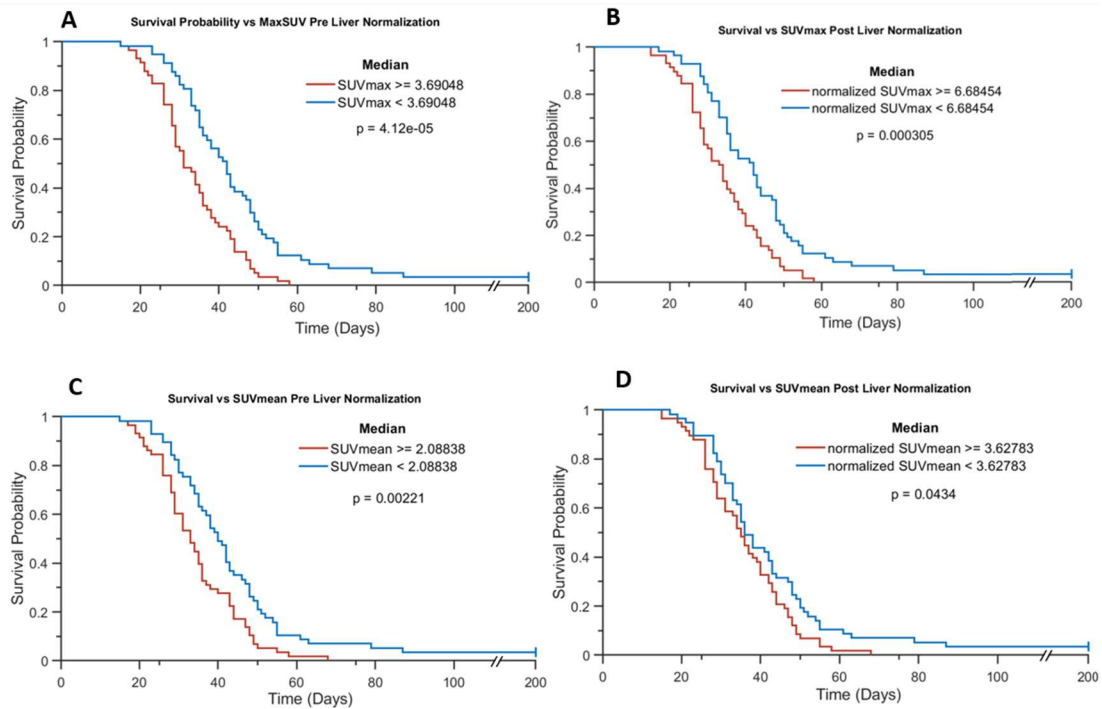 A
Survival Probability vs MaxSUV Pre Liver Normalization
Median
SUVmax >= 3.69048
SUVmax < 3.69048
p = 4.12e-05
Survival Probability
1
0.8
0.6
0.4
0.2
0
0 20 40 60 80 100 200
Time (Days)
B
Survival vs SUVmax Post Liver Normalization
Median
normalized SUVmax >= 6.68454
normalized SUVmax < 6.68454
p = 0.000305
Survival Probability
1
0.8
0.6
0.4
0.2
0
0 20 40 60 80 100 200
Time (Days)
C
Survival vs SUVmean Pre Liver Normalization
Median
SUVmean >= 2.08838
SUVmean < 2.08838
p = 0.00221
Survival Probability
1
0.8
0.6
0.4
0.2
0
0 20 40 60 80 100 200
Time (Days)
D
Survival vs SUVmean Post Liver Normalization
Median
normalized SUVmean >= 3.62783
normalized SUVmean < 3.62783
p = 0.0434
Survival Probability
1
0.8
0.6
0.4
0.2
0
0 20 40 60 80 100 200
Time (Days)